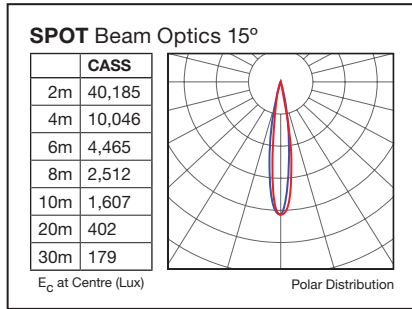 SPOT Beam Optics 15º
CASS
2m 40,185
4m 10,046
6m 4,465
8m 2,512
10m 1,607
20m 402
30m 179
EC at Centre (Lux)
Polar Distribution